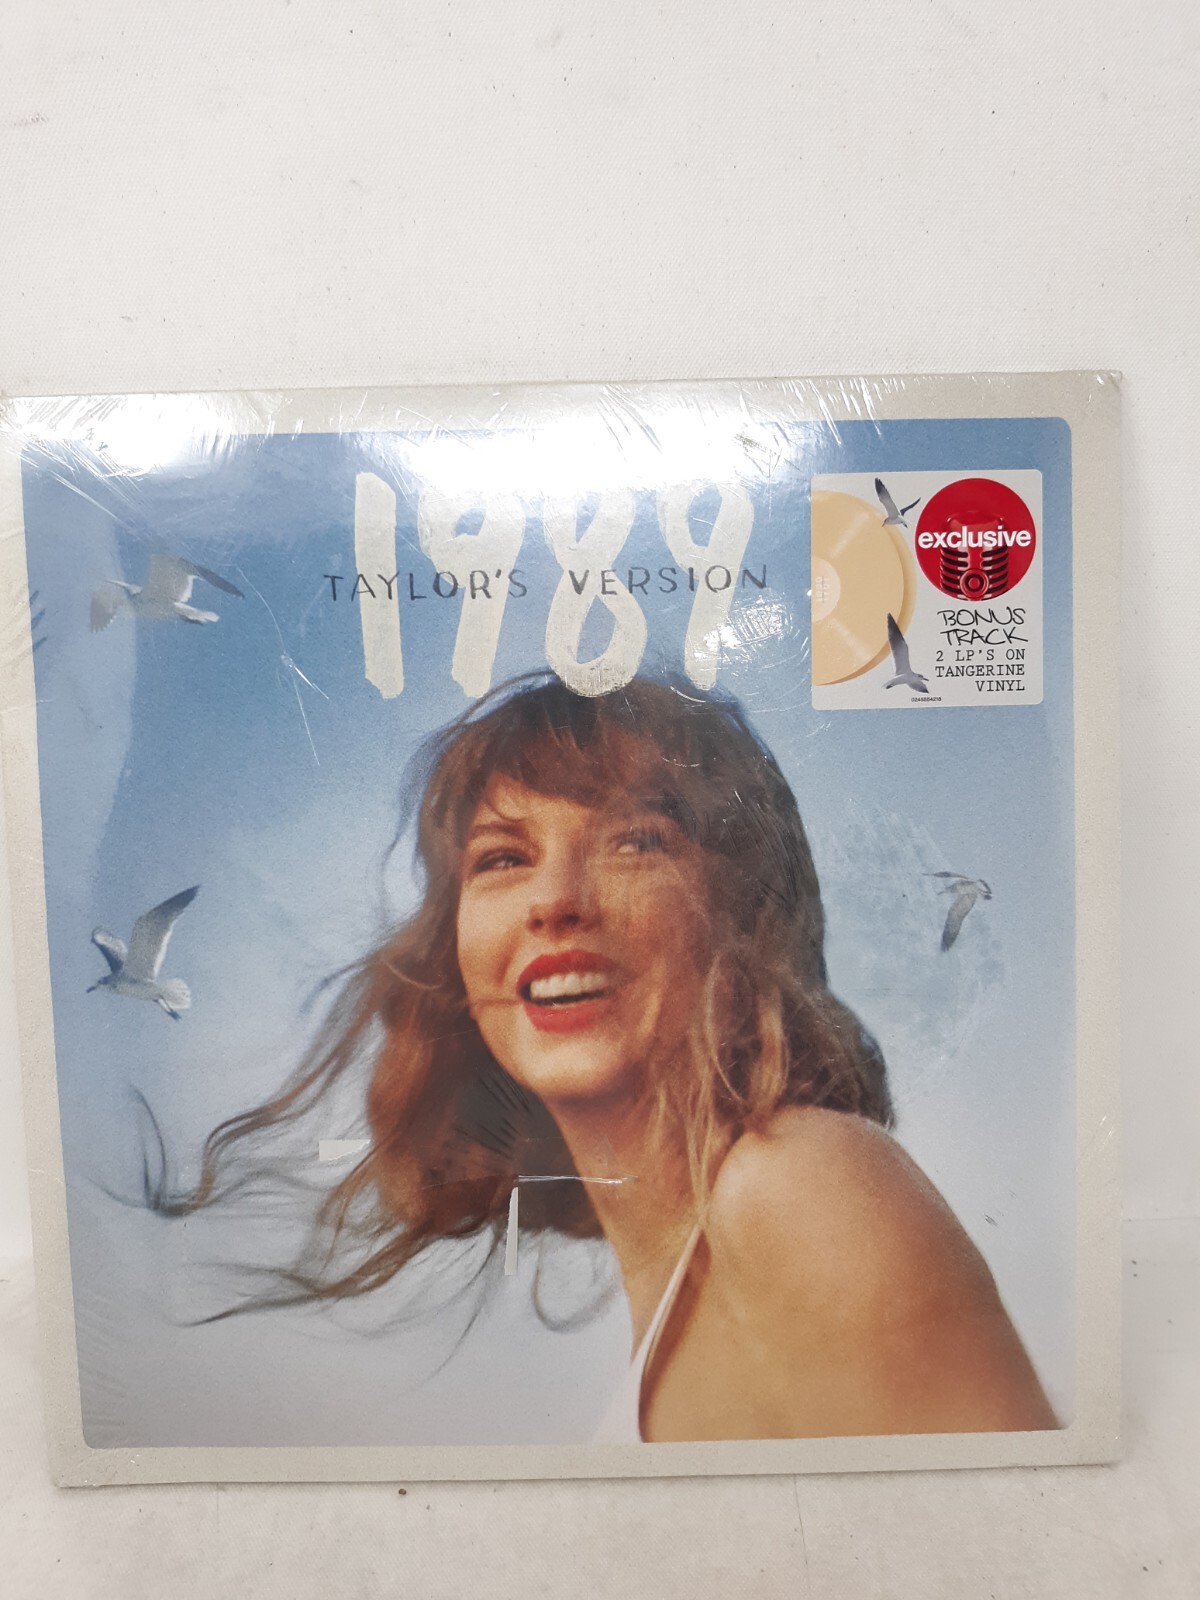 1989
TAYLOR'S VERSION
exclusive
BONUS
TRACK
2 LP'S ON
TANGERINE
VINYL